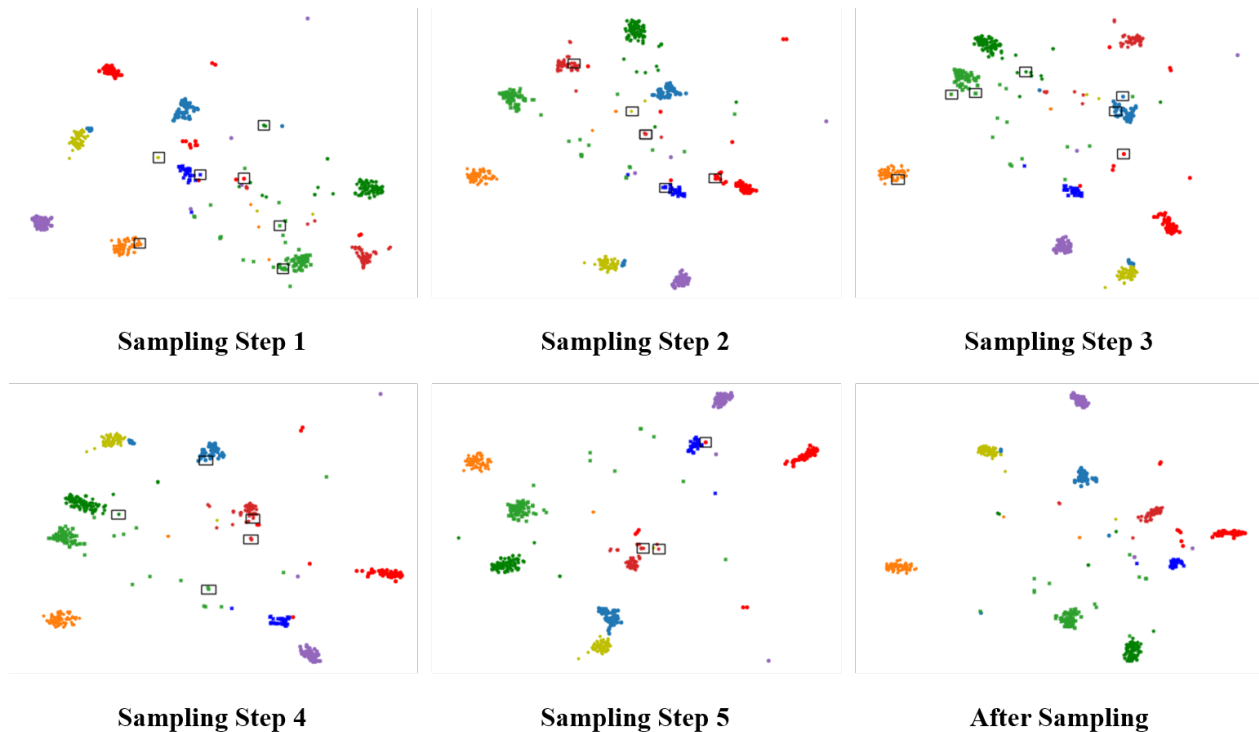 Sampling Step 1
Sampling Step 2
Sampling Step 3
Sampling Step 4
Sampling Step 5
After Sampling